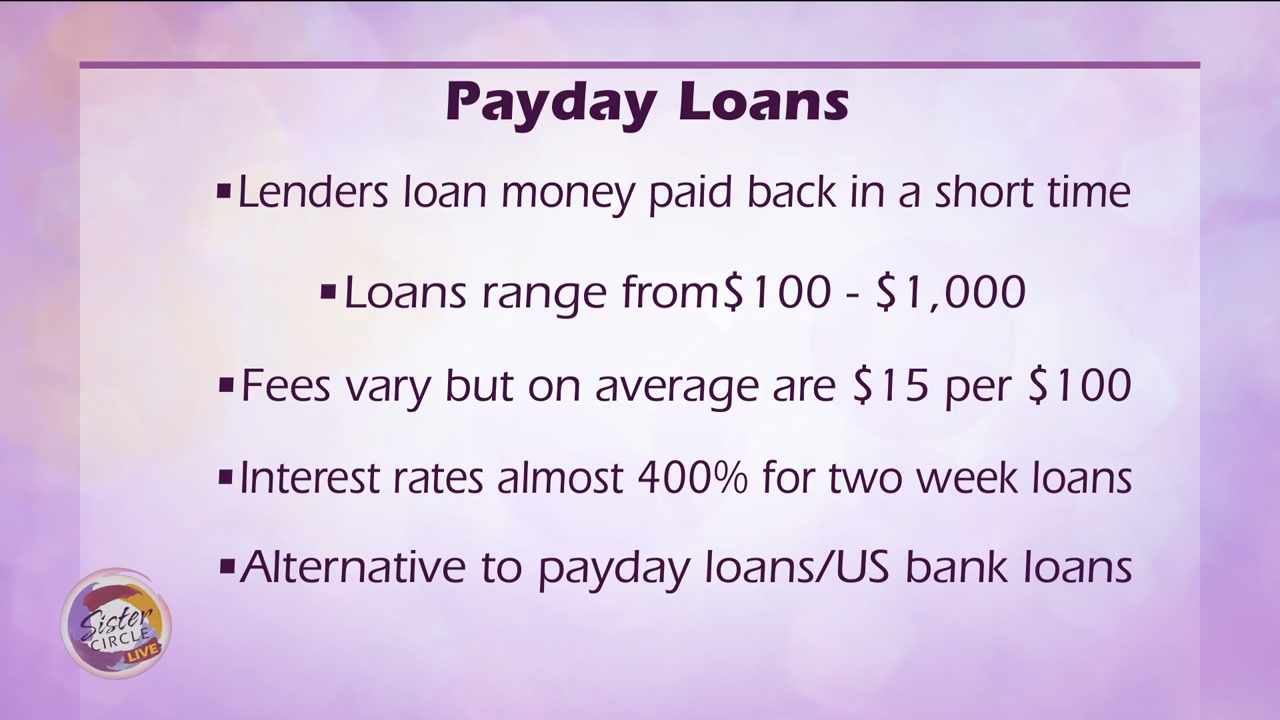 Payday Loans
▪Lenders loan money paid back in a short time
▪Loans range from$100 - $1,000
▪Fees vary but on average are $15 per $100
▪Interest rates almost 400% for two week loans
▪Alternative to payday loans/US bank loans
Sister
CIRCLE
LIVE